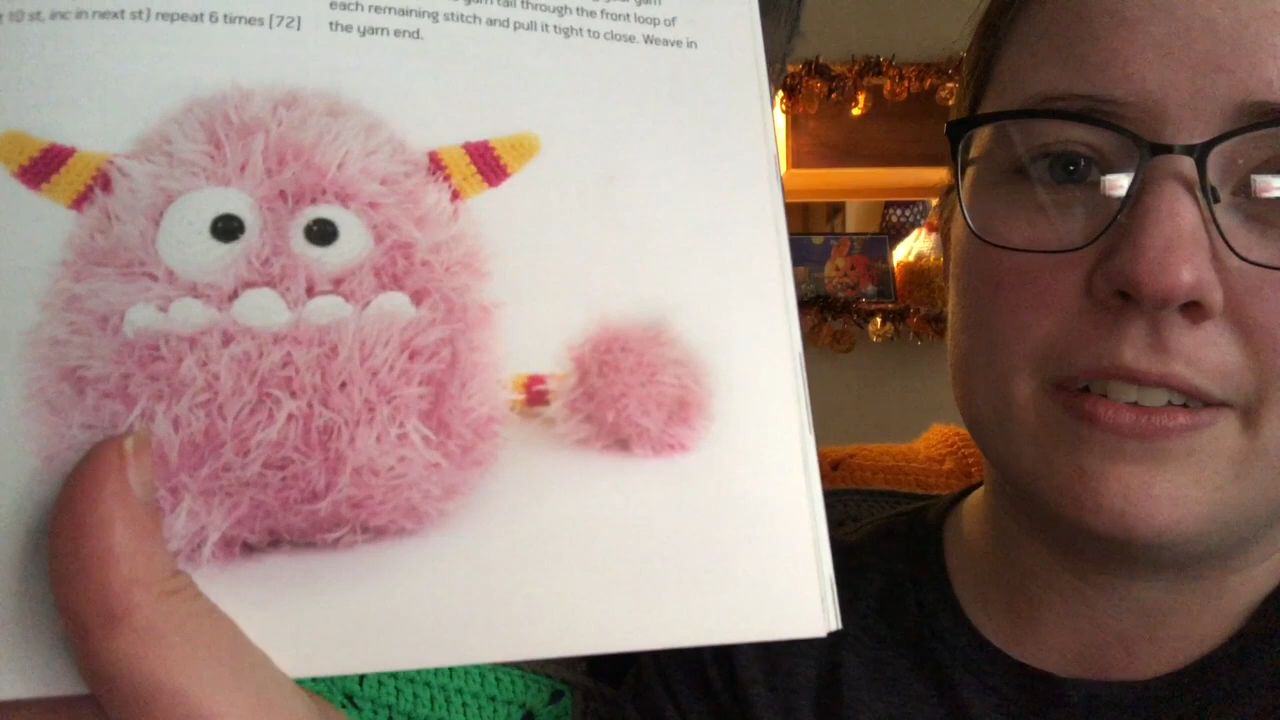 10 st, inc in next st) repeat 6 times [72]
tail through the front loop of
each remaining stitch and pull it tight to close. Weave in
the yarn end.